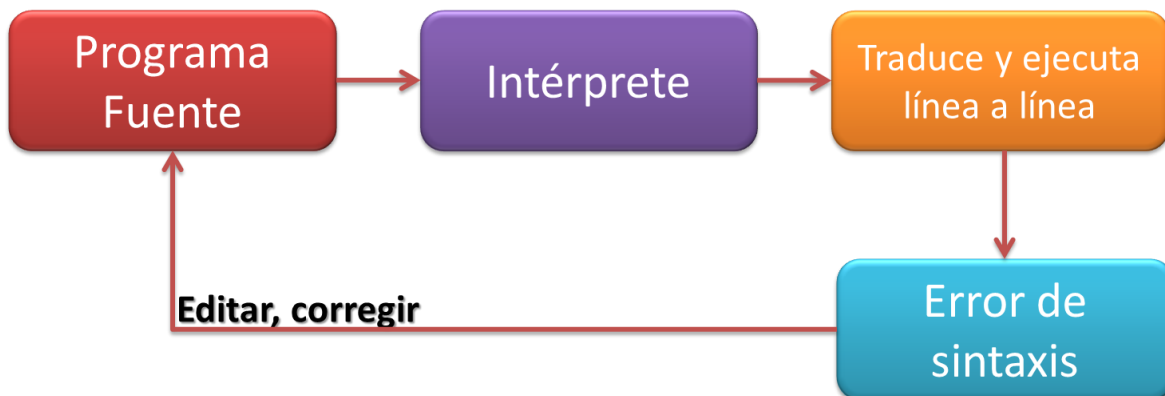 Programa
Fuente
Intérprete
Traduce y ejecuta
línea a línea
Editar, corregir
Error de
sintaxis